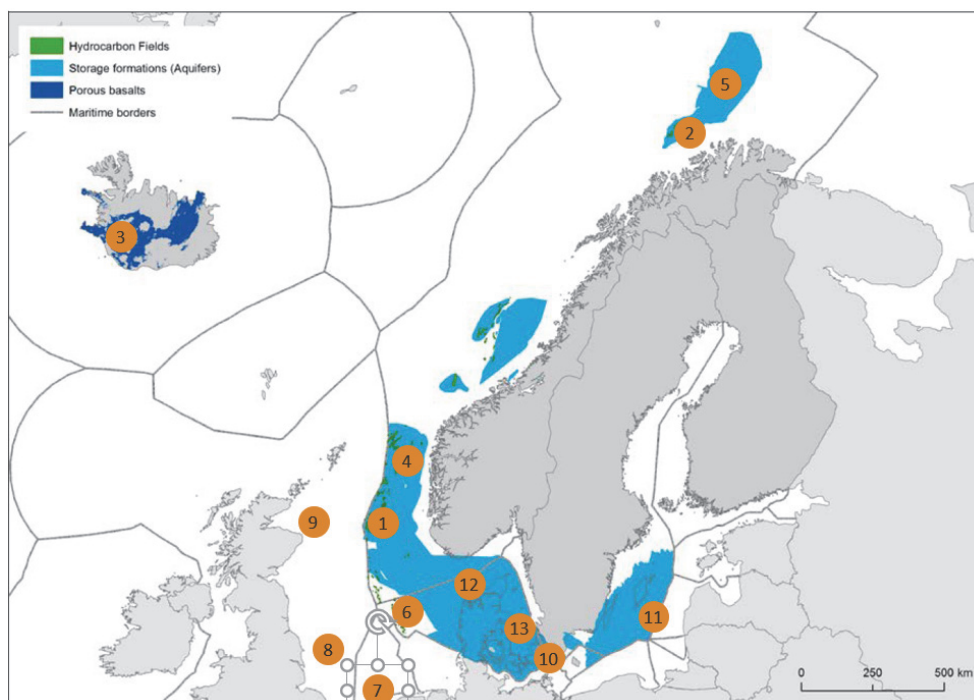 Hydrocarbon Fields
Storage formations (Aquifers)
Porous basalts
Maritime borders
5
2
3
4
9
1
12
6
11
13
8
10
7
0 250 500 km